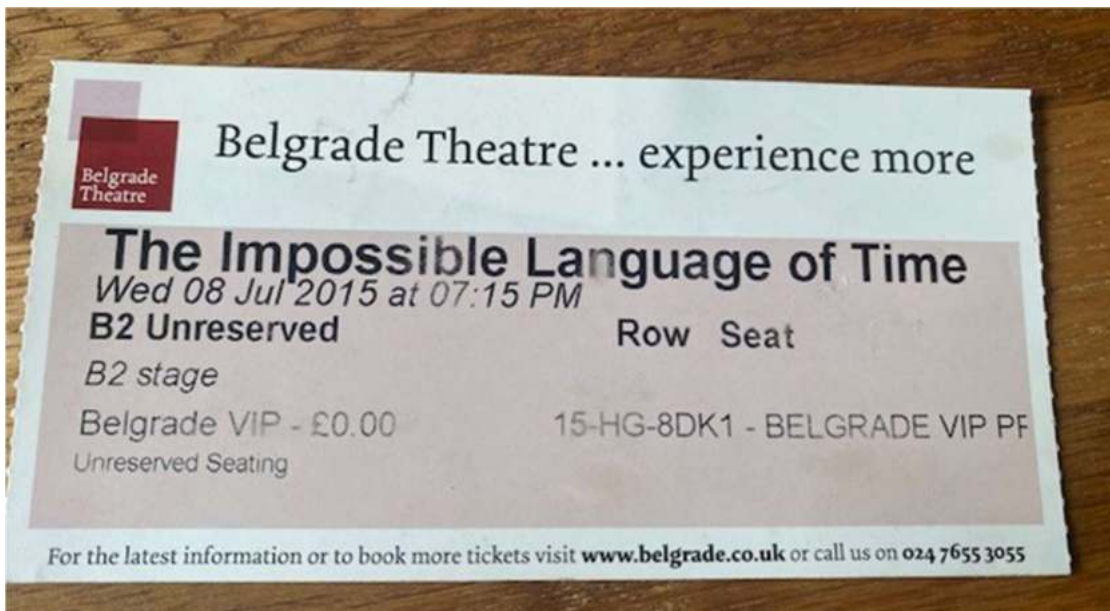 Belgrade
Theatre
Belgrade Theatre ... experience more
The Impossible Language of Time
Wed 08 Jul 2015 at 07:15 PM
B2 Unreserved Row Seat
B2 stage
Belgrade VIP - £0.00 15-HG-8DK1 - BELGRADE VIP PF
Unreserved Seating
For the latest information or to book more tickets visit www.belgrade.co.uk or call us on 024 7655 3055